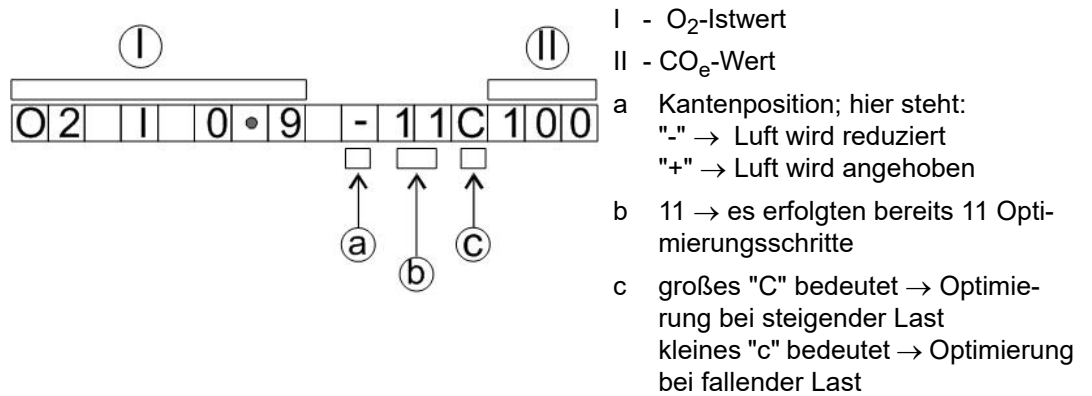 I II
O2 I 0•9 - 11C100
a b c
I - O₂-Istwert
II - COₑ-Wert
a Kantenposition; hier steht:
"-" → Luft wird reduziert
"+" → Luft wird angehoben
b 11 → es erfolgten bereits 11 Opti-
mierungsschritte
c großes "C" bedeutet → Optimie-
rung bei steigender Last
kleines "c" bedeutet → Optimierung
bei fallender Last